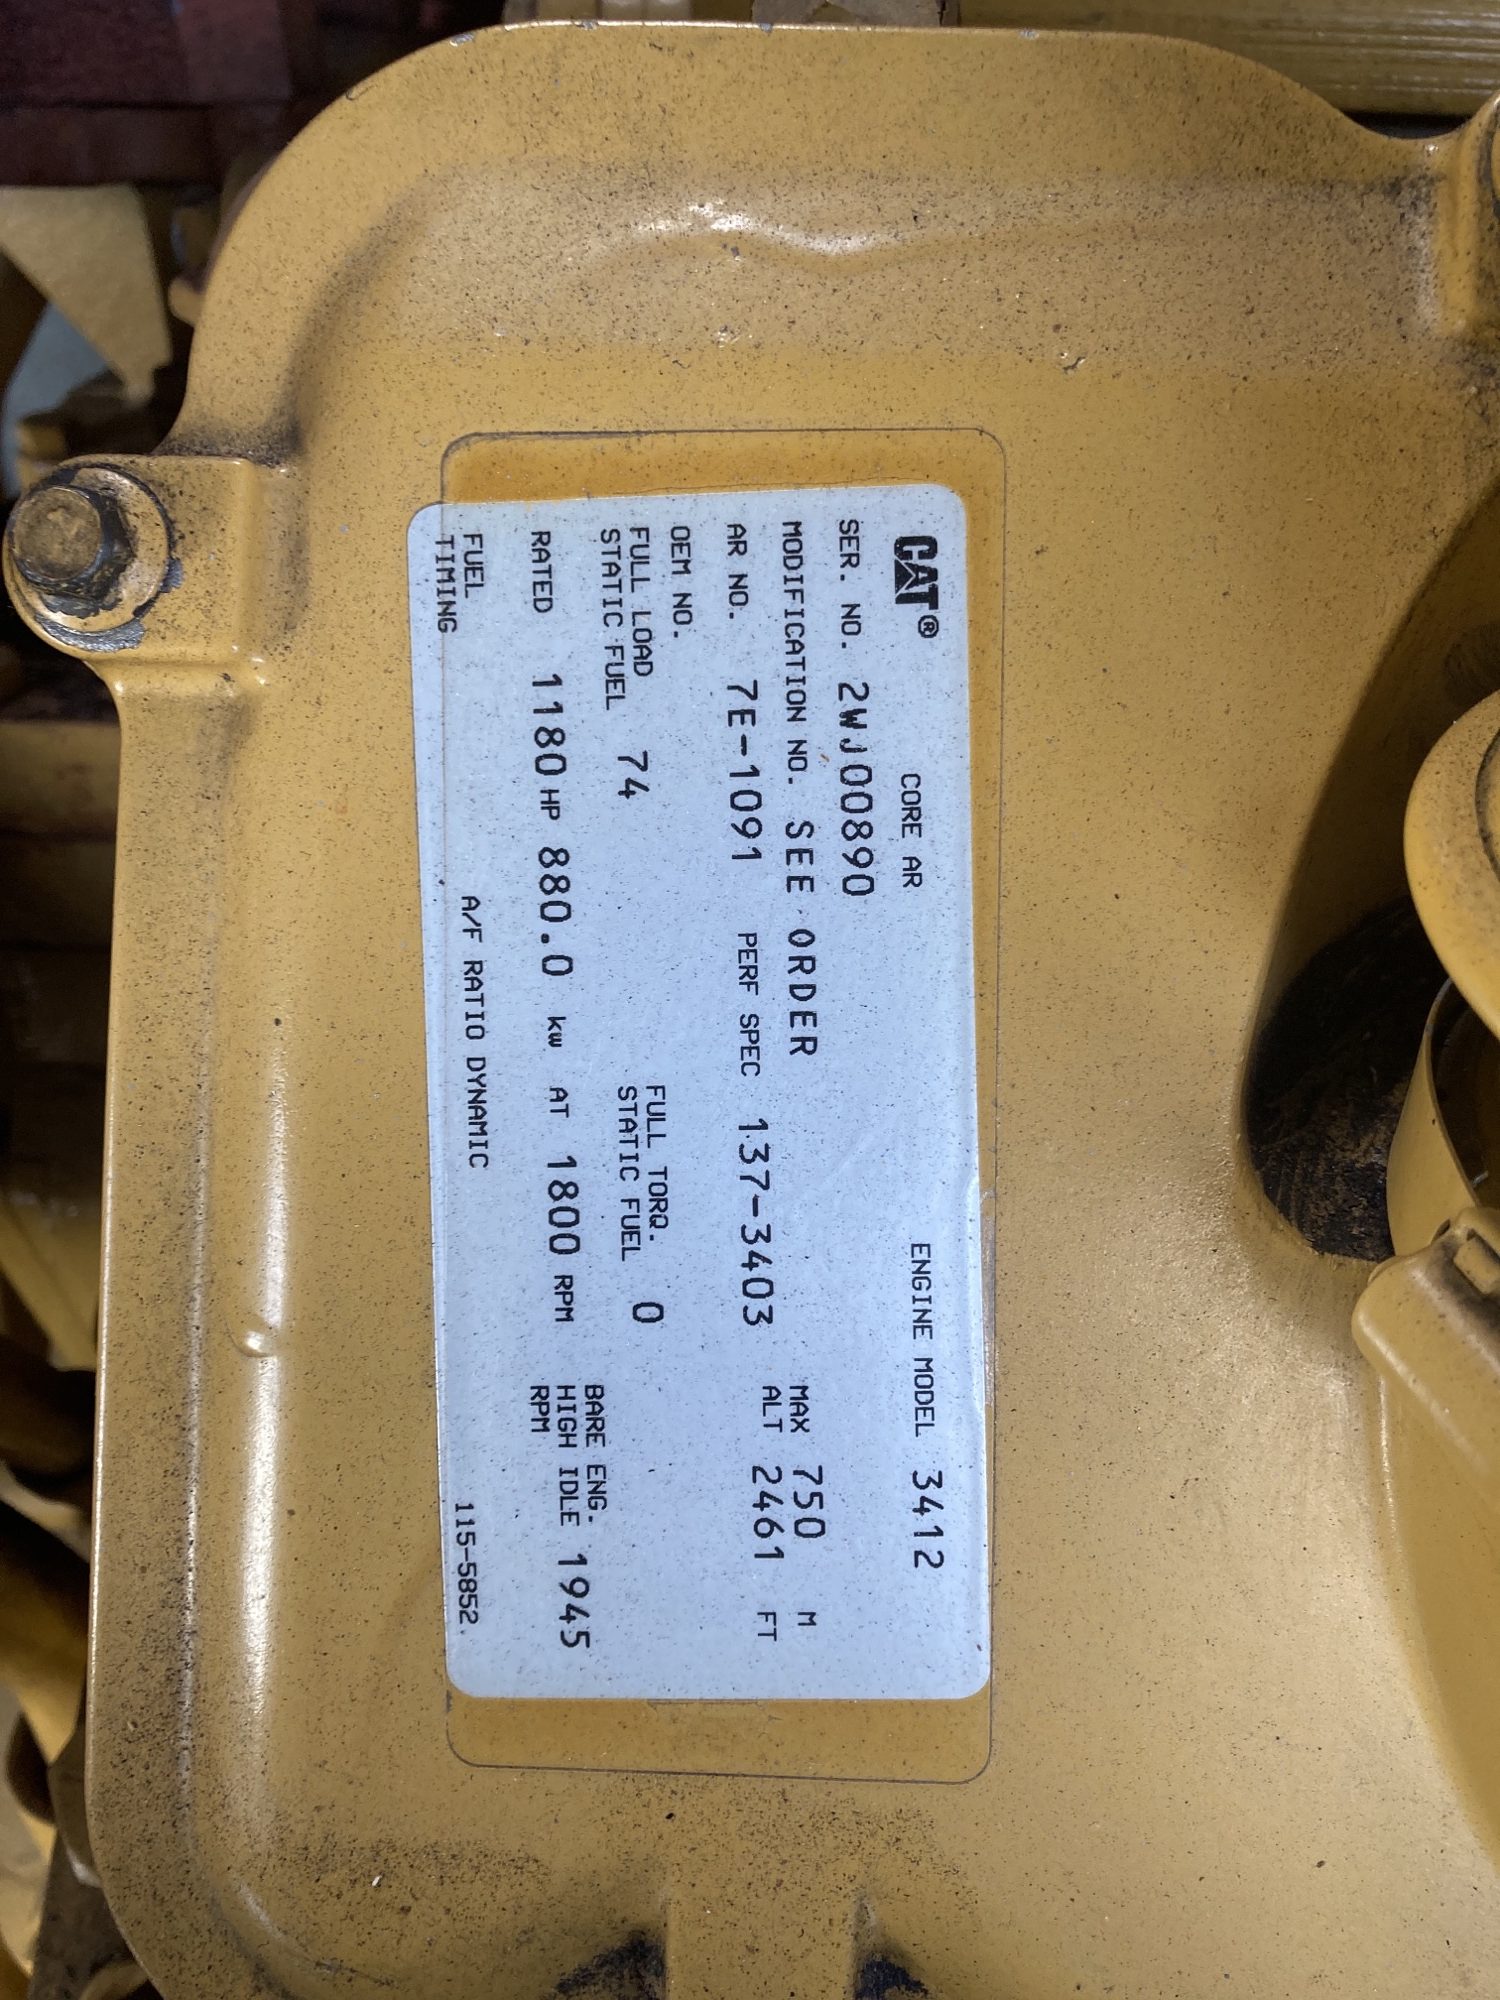 CAT® CORE AR ENGINE MODEL 3412
SER. NO. 2WJ00890
MODIFICATION NO. SEE ORDER MAX 750 M
AR NO. 7E-1091 PERF SPEC 137-3403 ALT 2461 FT
OEM NO.
FULL LOAD FULL TORQ.
STATIC FUEL 74 STATIC FUEL 0
BARE ENG.
RATED 1180 HP 880.0 kw AT 1800 RPM HIGH IDLE 1945
RPM
FUEL A/F RATIO DYNAMIC 115-5852.
TIMING